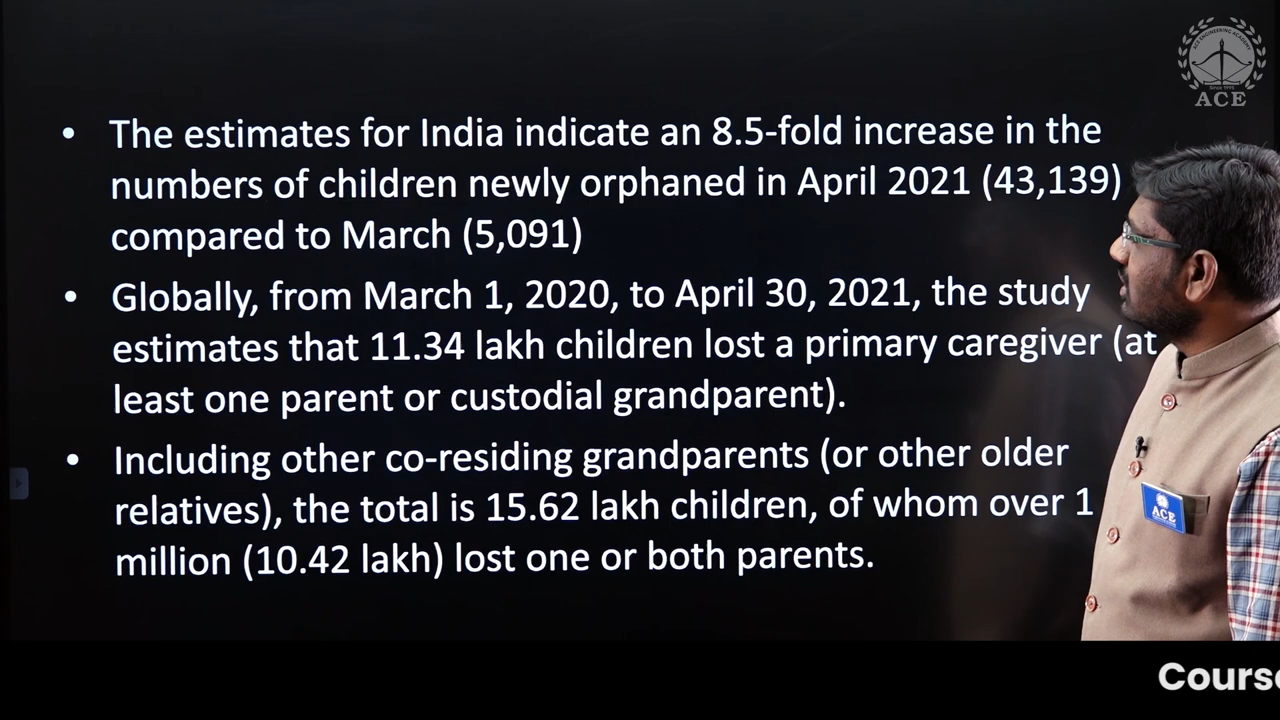 ACE ENGINEERING ACADEMY
Since 1995
ACE
• The estimates for India indicate an 8.5-fold increase in the
numbers of children newly orphaned in April 2021 (43,139)
compared to March (5,091)
• Globally, from March 1, 2020, to April 30, 2021, the study
estimates that 11.34 lakh children lost a primary caregiver (at
least one parent or custodial grandparent).
• Including other co-residing grandparents (or other older
relatives), the total is 15.62 lakh children, of whom over 1
million (10.42 lakh) lost one or both parents.
ACE
Course